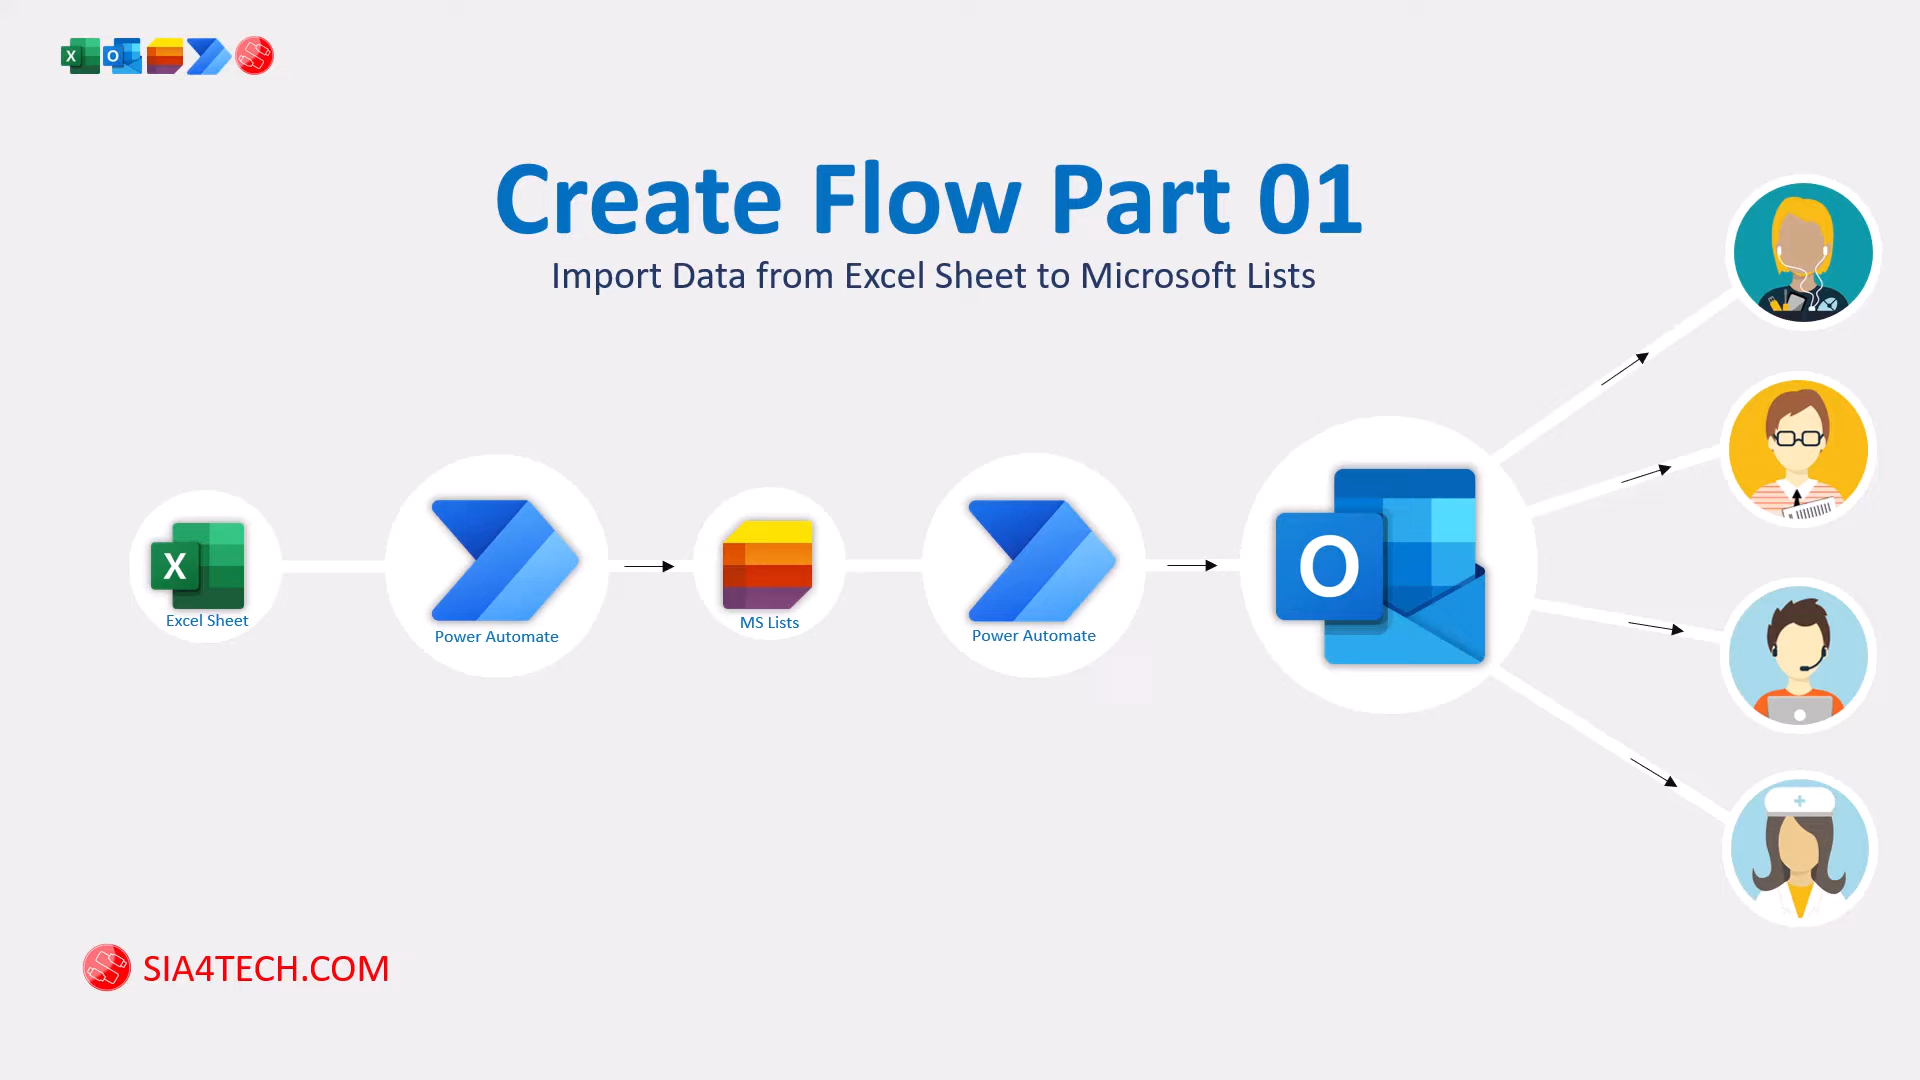 Create Flow Part 01
Import Data from Excel Sheet to Microsoft Lists
X
Excel Sheet
Power Automate
MS Lists
Power Automate
O
SIA4TECH.COM